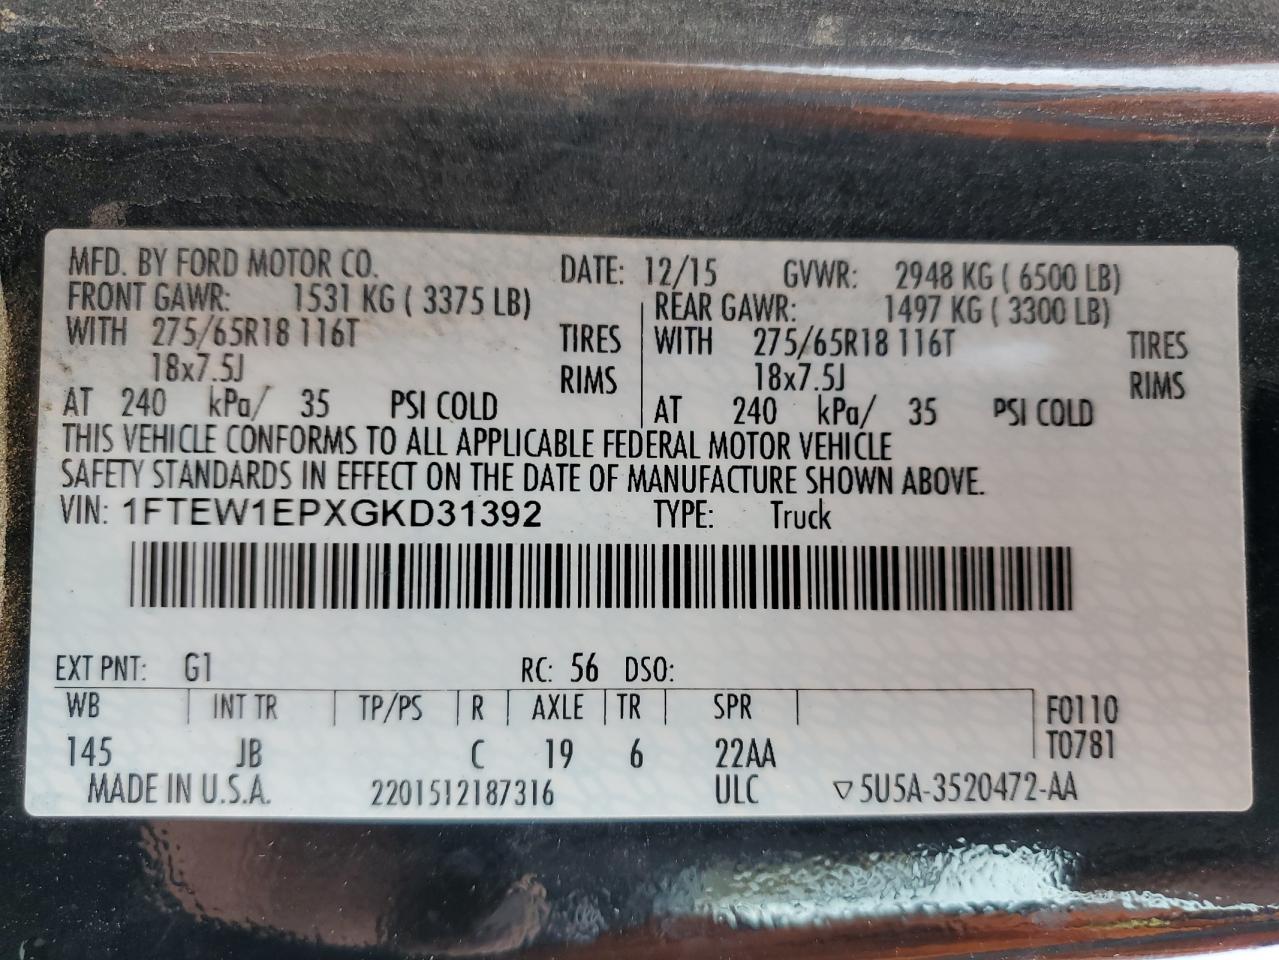 MFD. BY FORD MOTOR CO. DATE: 12/15 GVWR: 2948 KG ( 6500 LB)
FRONT GAWR: 1531 KG ( 3375 LB) REAR GAWR: 1497 KG ( 3300 LB)
WITH 275/65R18 116T TIRES WITH 275/65R18 116T TIRES
18x7.5J RIMS 18x7.5J RIMS
AT 240 kPa/ 35 PSI COLD AT 240 kPa/ 35 PSI COLD
THIS VEHICLE CONFORMS TO ALL APPLICABLE FEDERAL MOTOR VEHICLE
SAFETY STANDARDS IN EFFECT ON THE DATE OF MANUFACTURE SHOWN ABOVE.
VIN: 1FTEW1EPXGKD31392 TYPE: Truck
EXT PNT: G1 RC: 56 DSO:
WB INT TR TP/PS R AXLE TR SPR F0110
145 JB C 19 6 22AA T0781
MADE IN U.S.A. 2201512187316 ULC ▽5U5A-3520472-AA